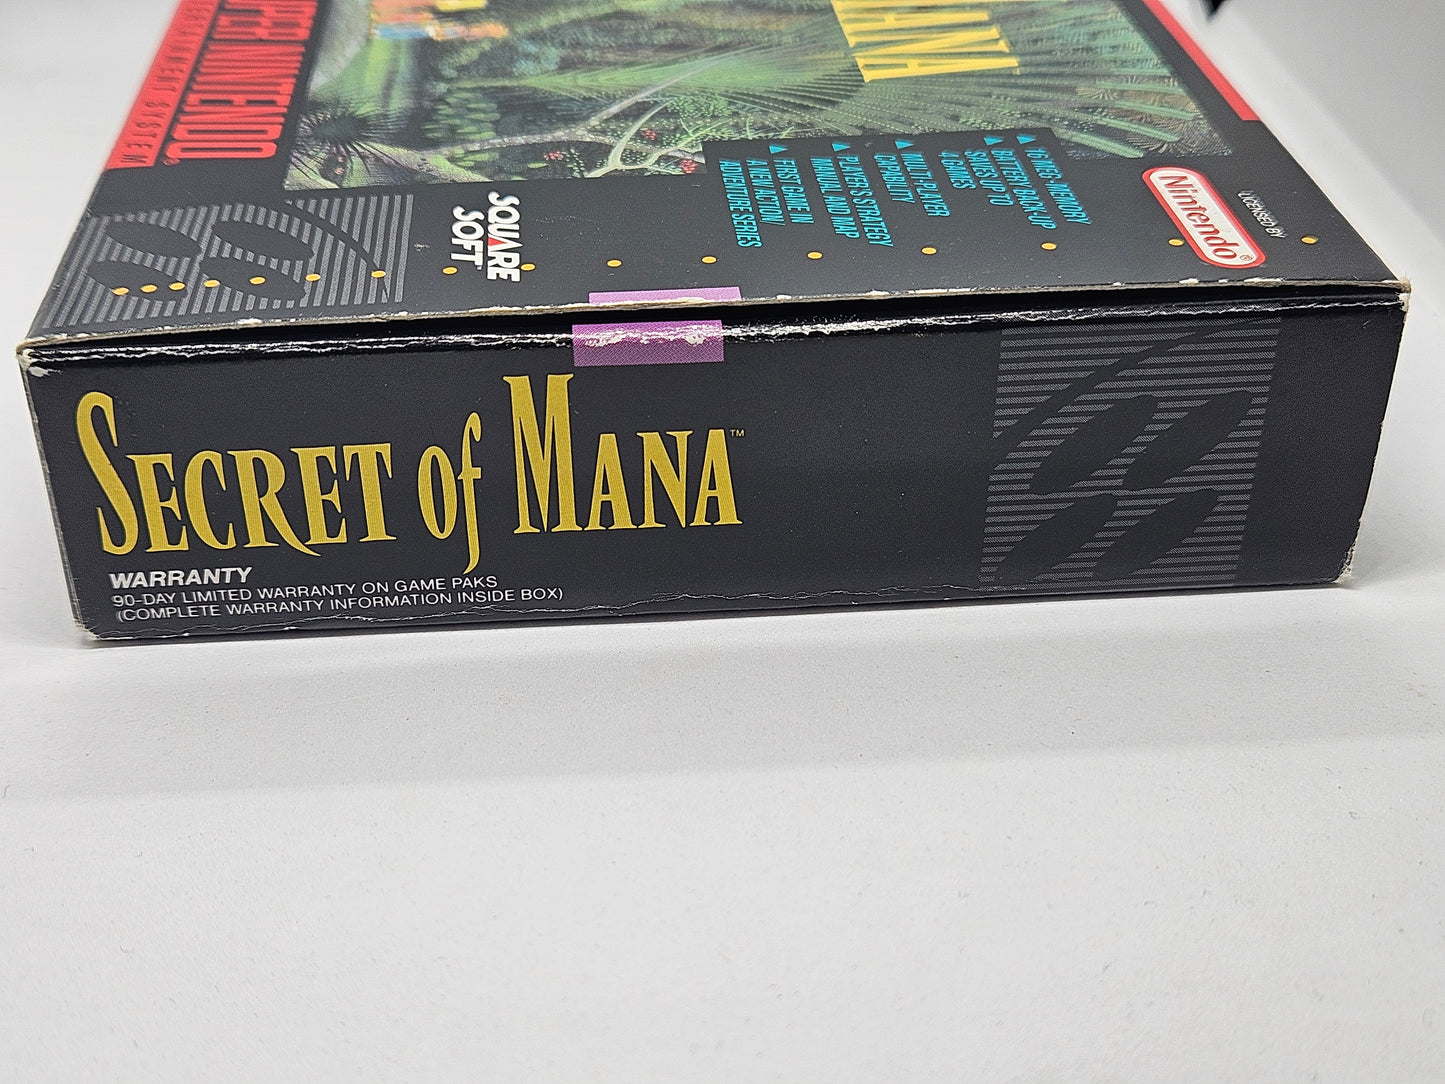 SUPER NINTENDO®
ENTERTAINMENT SYSTEM
MANA™
SQUARE
SOFT™
16 MEG. MEMORY
BATTERY BACK-UP
SAVES UP TO
4 GAMES
MULTI-PLAYER
CAPABILITY
PLAYER'S STRATEGY
MANUAL AND MAP
FIRST GAME IN
A NEW ACTION/
ADVENTURE SERIES
LICENSED BY
Nintendo®
SECRET of MANA™
WARRANTY
90-DAY LIMITED WARRANTY ON GAME PAKS
(COMPLETE WARRANTY INFORMATION INSIDE BOX)